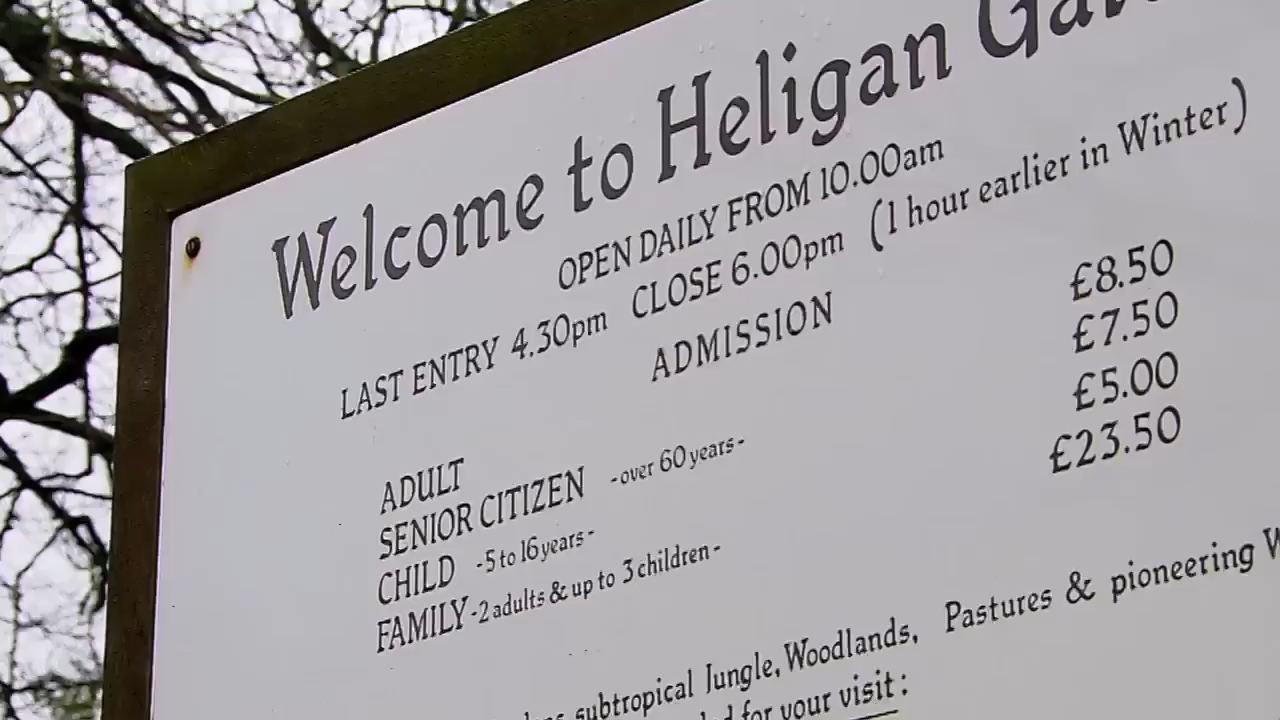 Welcome to Heligan
OPEN DAILY FROM 10.00am
LAST ENTRY 4.30pm CLOSE 6.00pm (1 hour earlier in Winter)
ADMISSION
ADULT £8.50
SENIOR CITIZEN -over 60 years- £7.50
CHILD -5 to 16 years- £5.00
FAMILY -2 adults & up to 3 children- £23.50
subtropical Jungle, Woodlands, Pastures & pioneering
for your visit: